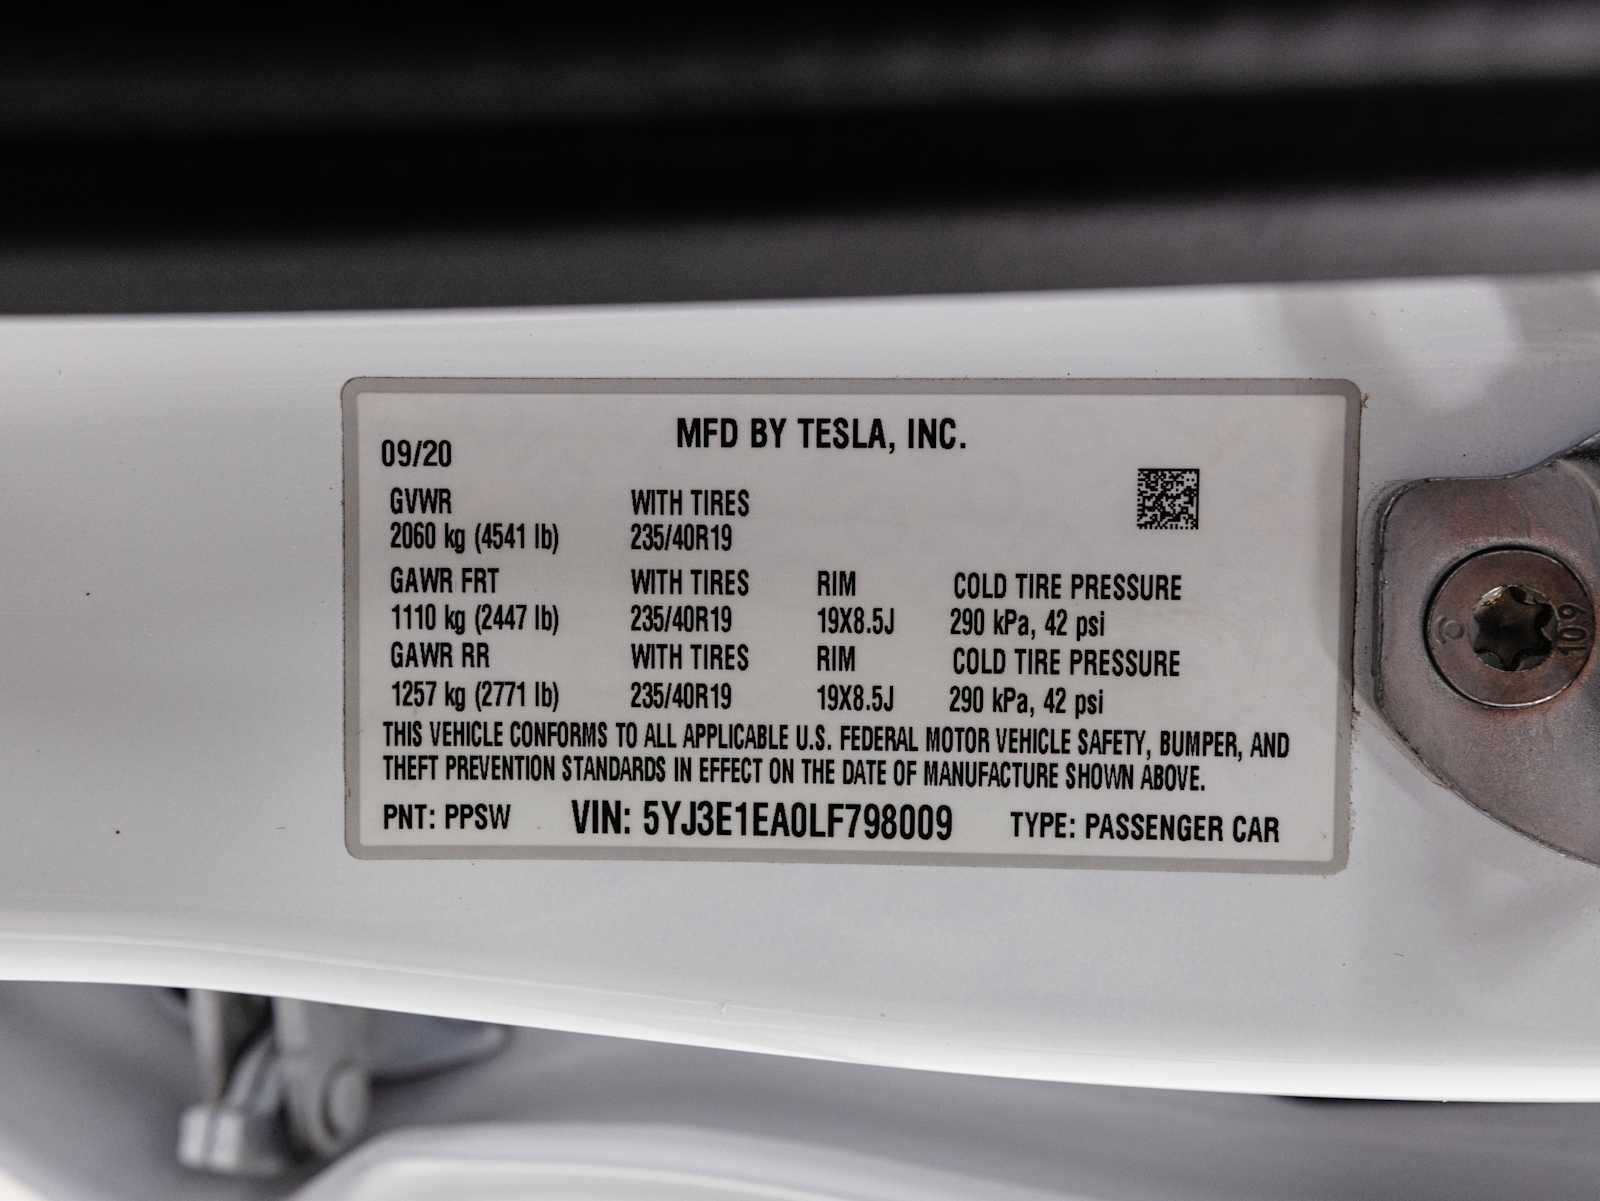 MFD BY TESLA, INC.
09/20
GVWR WITH TIRES
2060 kg (4541 lb) 235/40R19
GAWR FRT WITH TIRES RIM COLD TIRE PRESSURE
1110 kg (2447 lb) 235/40R19 19X8.5J 290 kPa, 42 psi
GAWR RR WITH TIRES RIM COLD TIRE PRESSURE
1257 kg (2771 lb) 235/40R19 19X8.5J 290 kPa, 42 psi
THIS VEHICLE CONFORMS TO ALL APPLICABLE U.S. FEDERAL MOTOR VEHICLE SAFETY, BUMPER, AND
THEFT PREVENTION STANDARDS IN EFFECT ON THE DATE OF MANUFACTURE SHOWN ABOVE.
PNT: PPSW VIN: 5YJ3E1EA0LF798009 TYPE: PASSENGER CAR
10.9